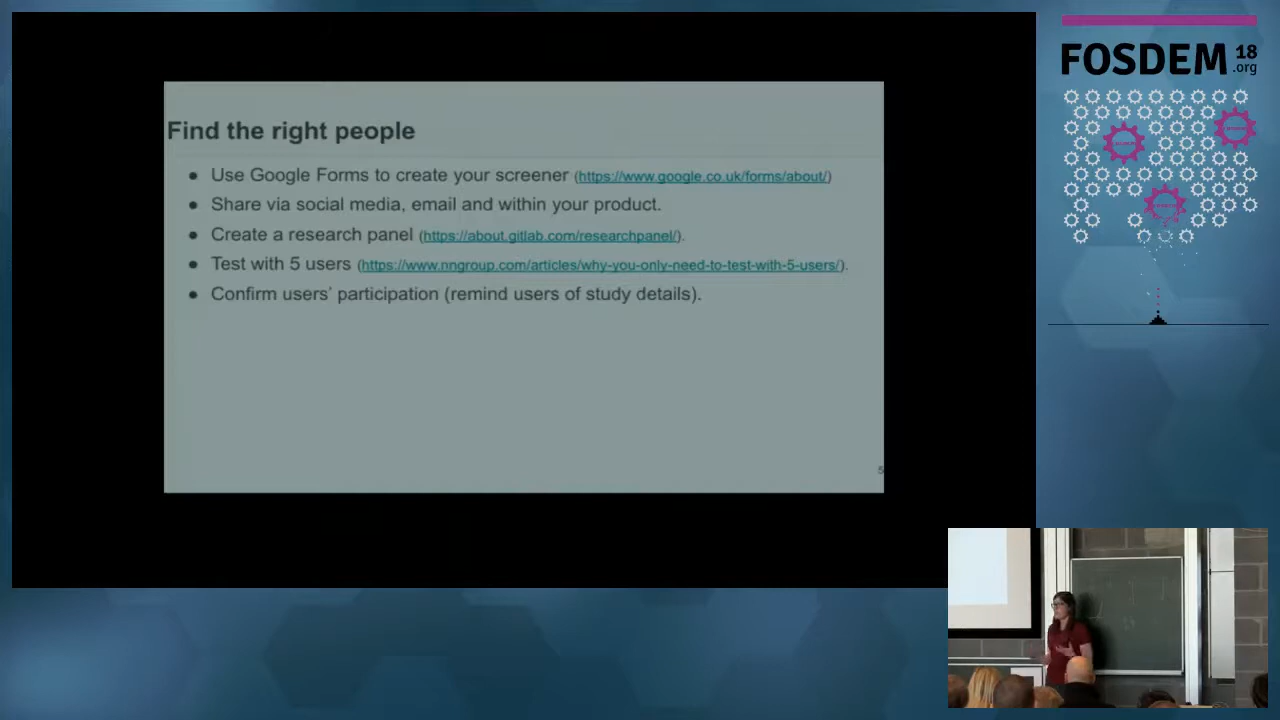 FOSDEM 18
.org
Find the right people
● Use Google Forms to create your screener (https://www.google.co.uk/forms/about/)
● Share via social media, email and within your product.
● Create a research panel (https://about.gitlab.com/researchpanel/).
● Test with 5 users (https://www.nngroup.com/articles/why-you-only-need-to-test-with-5-users/).
● Confirm users’ participation (remind users of study details).
5